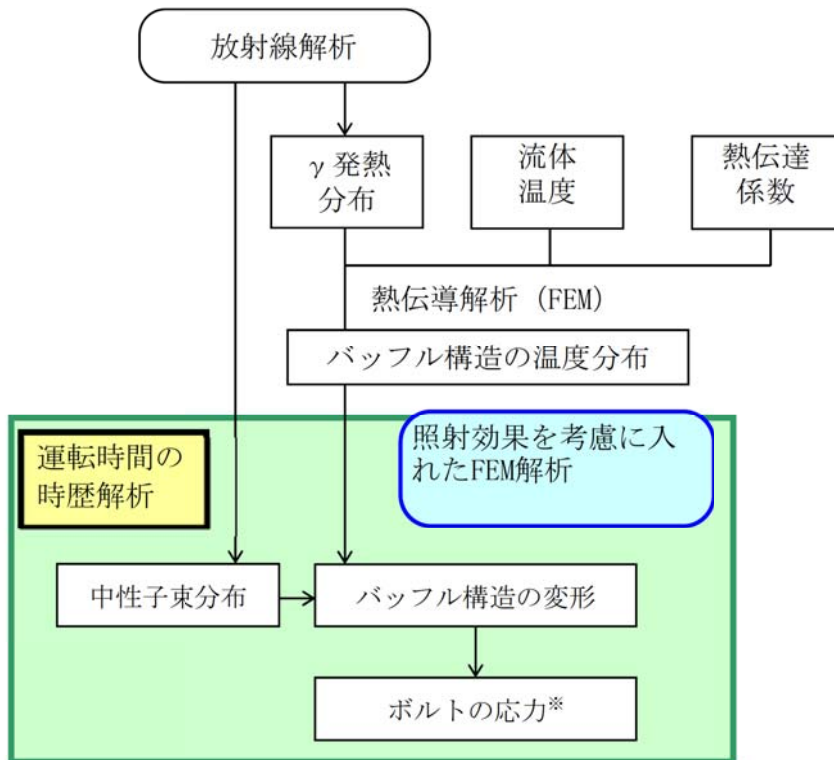 放射線解析
γ発熱
分布
流体
温度
熱伝達
係数
熱伝導解析 (FEM)
バッフル構造の温度分布
運転時間の
時歴解析
照射効果を考慮に入
れたFEM解析
中性子束分布
バッフル構造の変形
ボルトの応力※